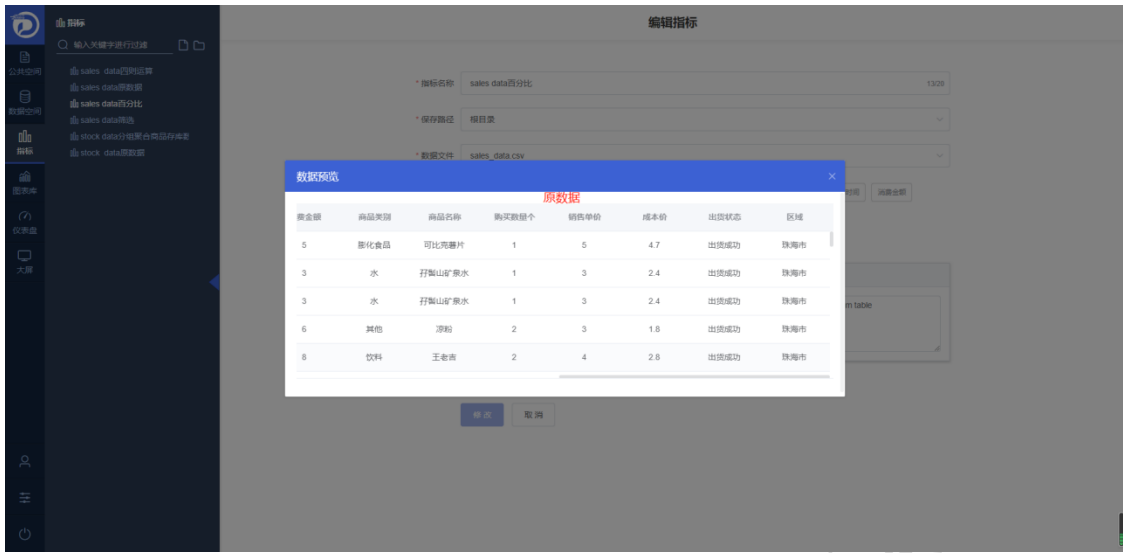 指标
编辑指标
输入关键字进行过滤
公共空间
数据空间
指标
图表库
仪表盘
大屏
sales data四则运算
sales data原数据
sales data百分比
sales data筛选
stock data分组聚合商品存库
stock data原数据
* 指标名称 sales data百分比 13/20
* 保存路径 根目录
* 数据文件 sales_data.csv
时间 消费金额
数据预览
原数据
费金额 商品类别 商品名称 购买数量个 销售单价 成本价 出货状态 区域
5 膨化食品 可比克薯片 1 5 4.7 出货成功 珠海市
3 水 孖髻山矿泉水 1 3 2.4 出货成功 珠海市
3 水 孖髻山矿泉水 1 3 2.4 出货成功 珠海市
6 其他 凉粉 2 3 1.8 出货成功 珠海市
8 饮料 王老吉 2 4 2.8 出货成功 珠海市
m table
修改 取消